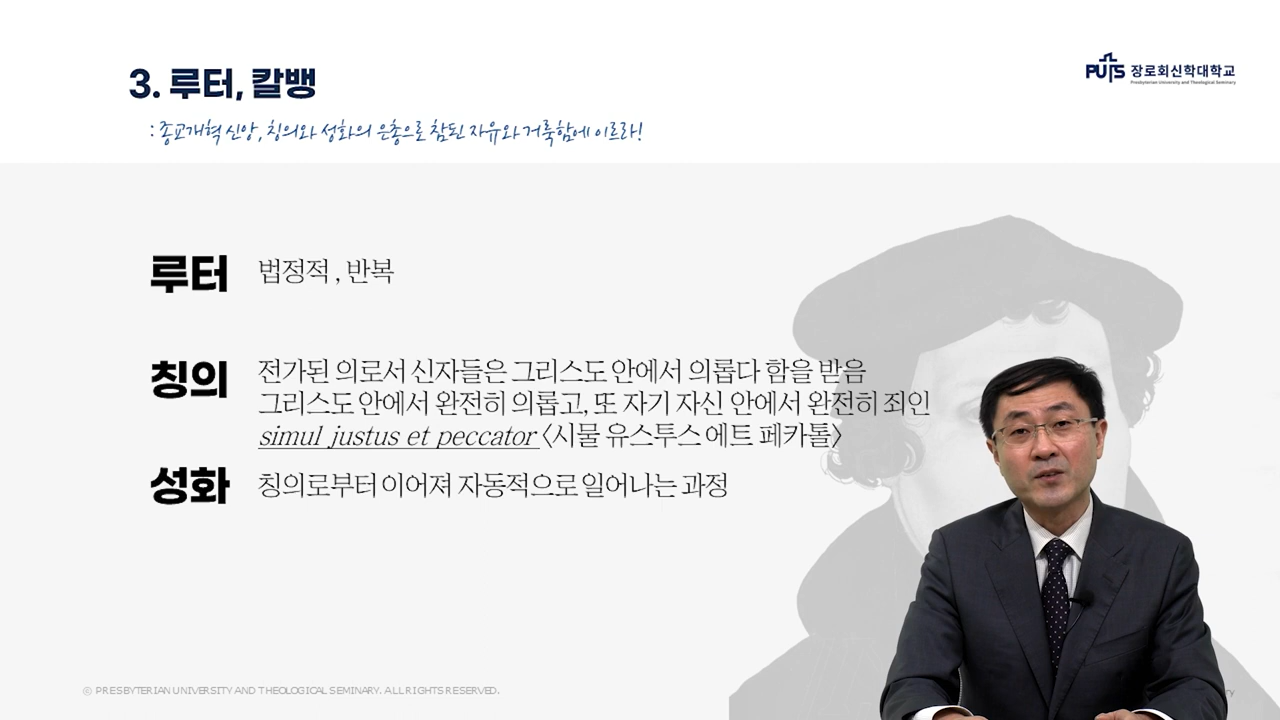 3. 루터, 칼뱅
: 종교개혁 신앙, 칭의와 성화의 은총으로 참된 자유와 거룩함에 이르라!
PUTS 장로회신학대학교
Presbyterian University and Theological Seminary
루터 법정적 , 반복
칭의 전가된 의로서 신자들은 그리스도 안에서 의롭다 함을 받음
그리스도 안에서 완전히 의롭고, 또 자기 자신 안에서 완전히 죄인
simul justus et peccator 〈시물 유스투스 에트 페카톨〉
성화 칭의로부터 이어져 자동적으로 일어나는 과정
© PRESBYTERIAN UNIVERSITY AND THEOLOGICAL SEMINARY. ALL RIGHTS RESERVED.